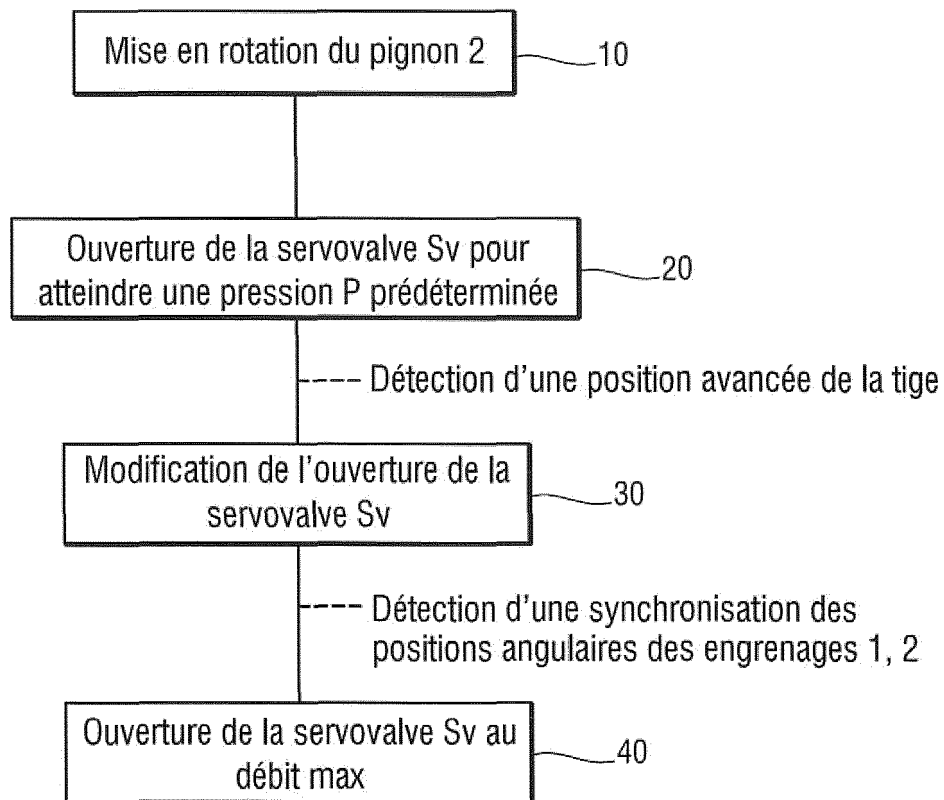 Mise en rotation du pignon 2
10
Ouverture de la servovalve Sv pour
atteindre une pression P prédéterminée
20
Détection d'une position avancée de la tige
Modification de l'ouverture de la
servovalve Sv
30
Détection d'une synchronisation des
positions angulaires des engrenages 1, 2
Ouverture de la servovalve Sv au
débit max
40